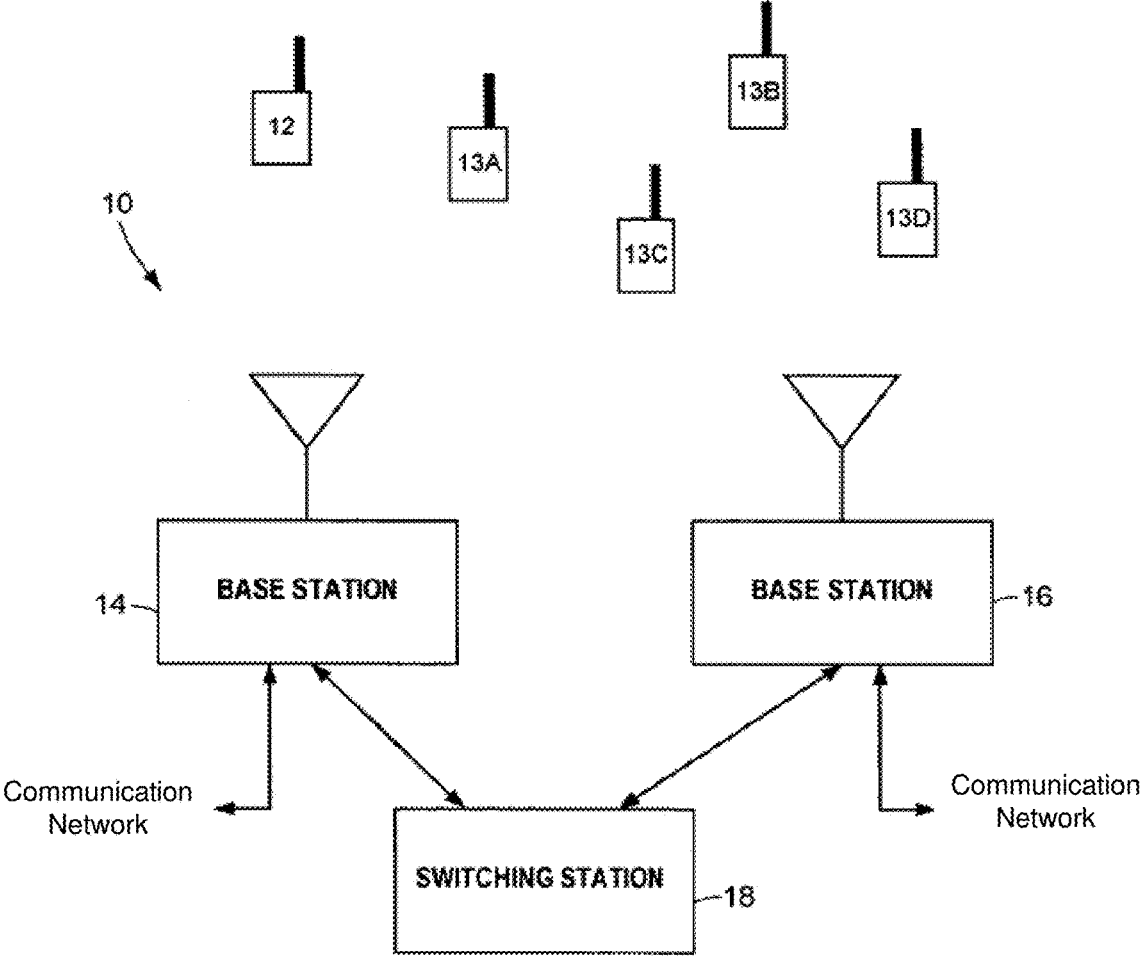 13B
12
13A
13D
10
13C
BASE STATION
BASE STATION
14
16
Communication
Network
Communication
Network
SWITCHING STATION
18